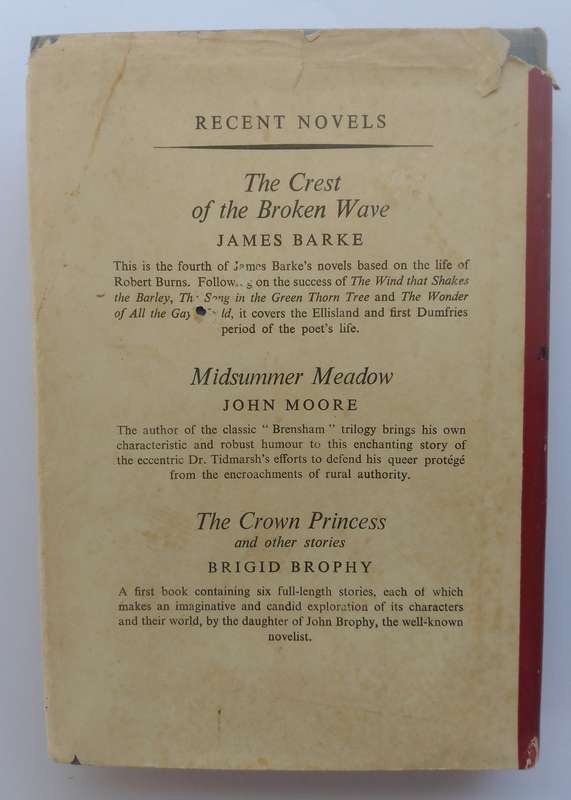 RECENT NOVELS
The Crest
of the Broken Wave
JAMES BARKE
This is the fourth of James Barke's novels based on the life of
Robert Burns. Follow g on the success of The Wind that Shakes
the Barley, The Song in the Green Thorn Tree and The Wonder
of All the Gay ld, it covers the Ellisland and first Dumfries
period of the poet's life.
Midsummer Meadow
JOHN MOORE
The author of the classic "Brensham" trilogy brings his own
characteristic and robust humour to this enchanting story of
the eccentric Dr. Tidmarsh's efforts to defend his queer protégé
from the encroachments of rural authority.
The Crown Princess
and other stories
BRIGID BROPHY
A first book containing six full-length stories, each of which
makes an imaginative and candid exploration of its characters
and their world, by the daughter of John Brophy, the well-known
novelist.